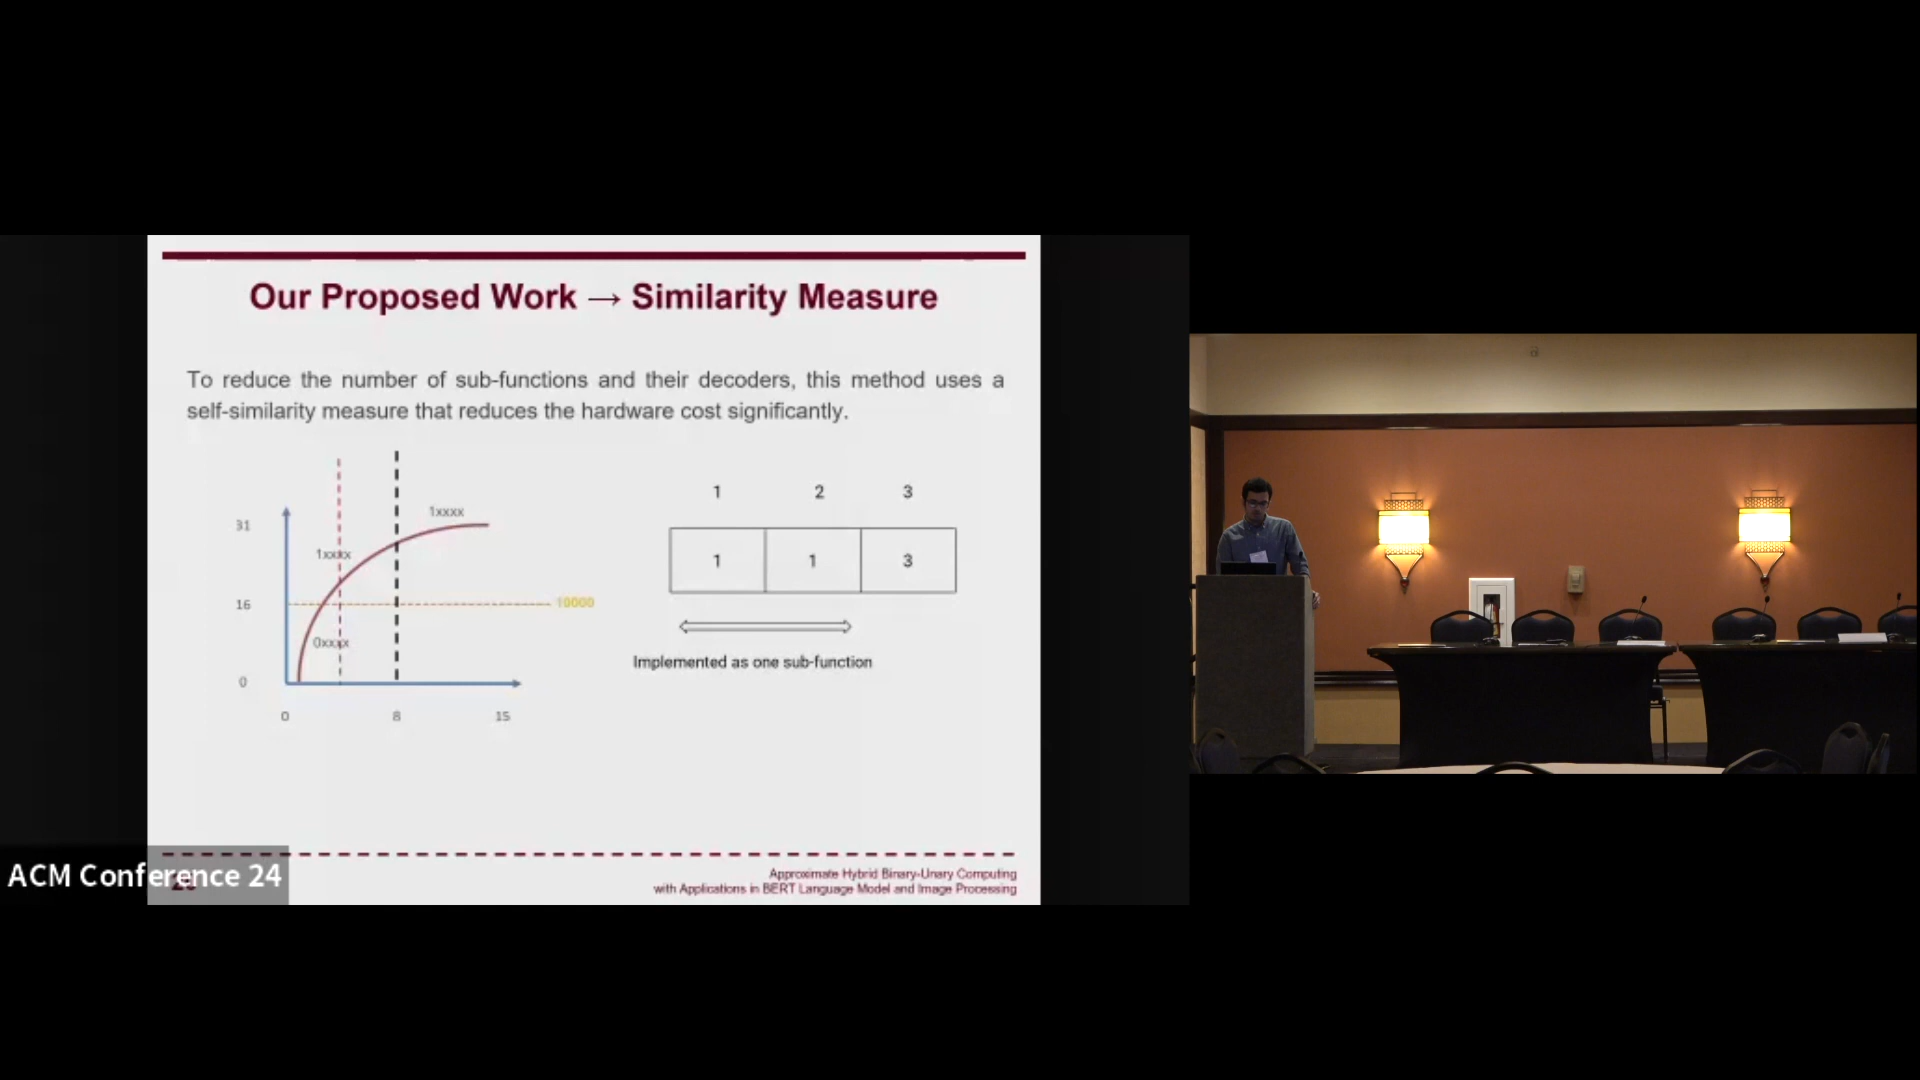 Our Proposed Work → Similarity Measure
To reduce the number of sub-functions and their decoders, this method uses a
self-similarity measure that reduces the hardware cost significantly.
31
16
0
0
8
15
1xxxx
1xxxx
0xxxx
10000
1 2 3
1 1 3
Implemented as one sub-function
Approximate Hybrid Binary-Unary Computing
with Applications in BERT Language Model and Image Processing
ACM Conference 24